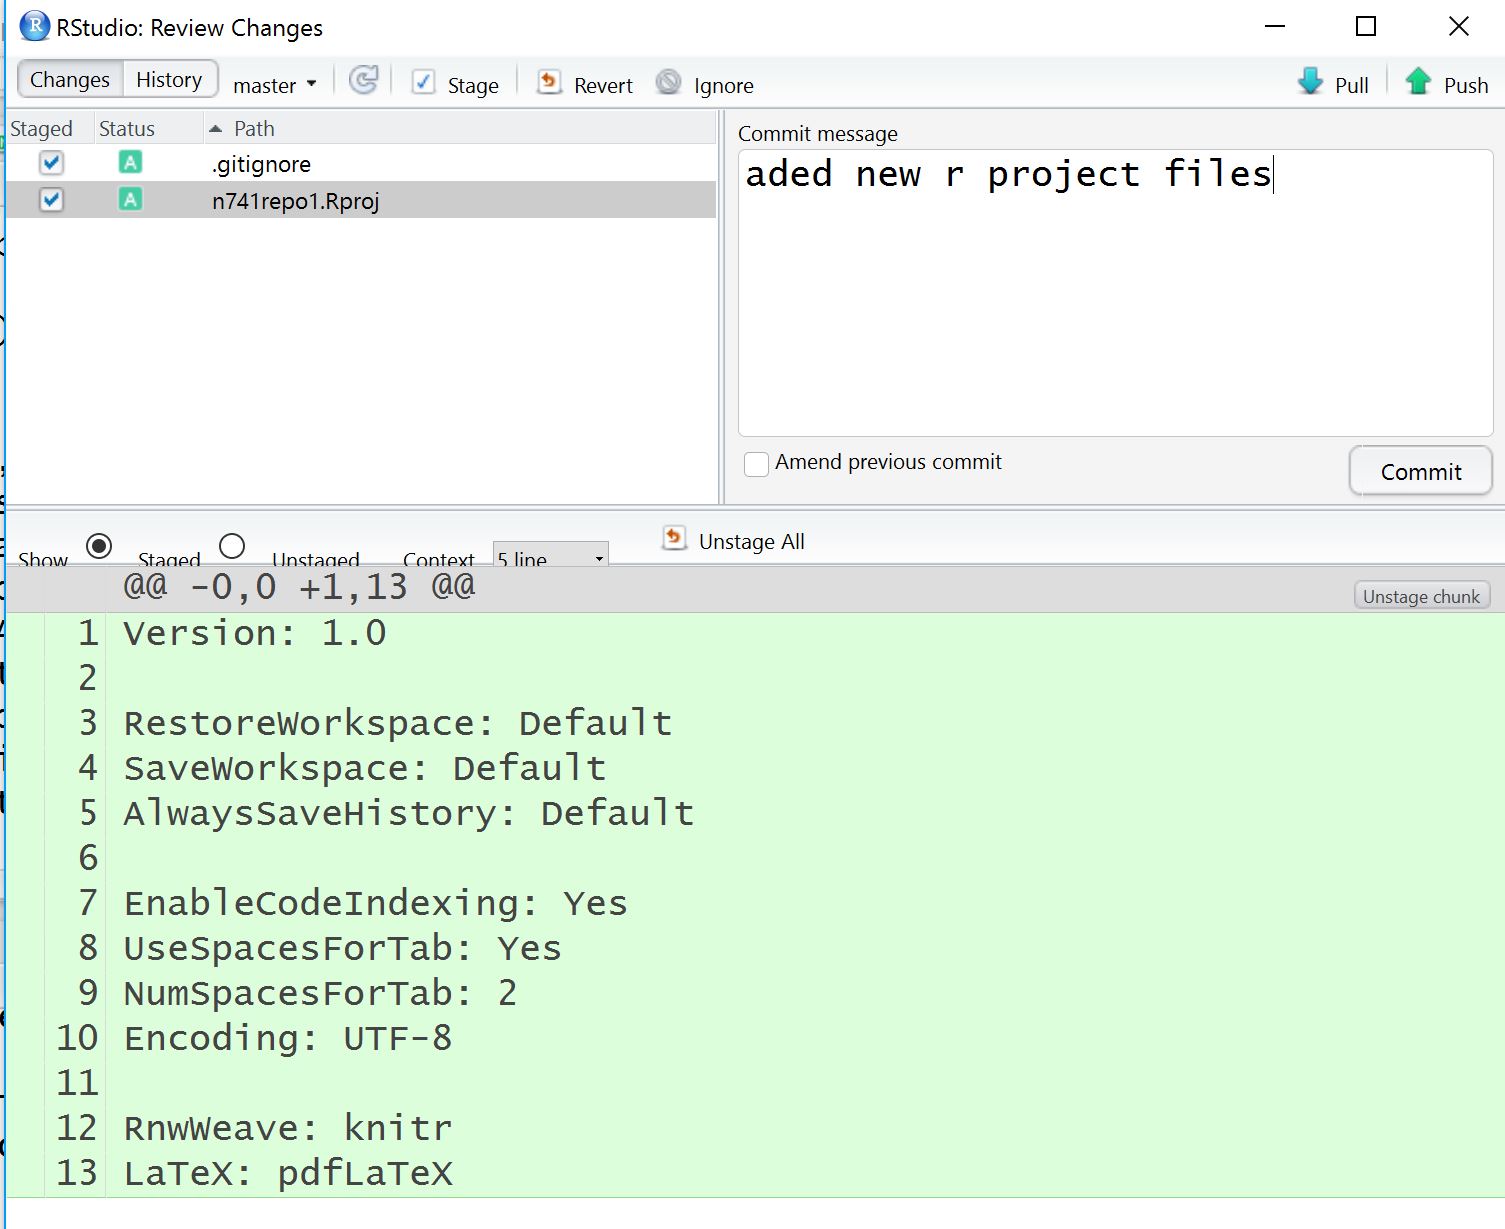 RStudio: Review Changes
Changes History master Stage Revert Ignore Pull Push
Staged Status Path
A .gitignore
A n741repo1.Rproj
Commit message
aded new r project files
Amend previous commit
Commit
Show Staged Unstaged Context 5 line Unstage All
@@ -0,0 +1,13 @@
Unstage chunk
1 Version: 1.0
2
3 RestoreWorkspace: Default
4 SaveWorkspace: Default
5 AlwaysSaveHistory: Default
6
7 EnableCodeIndexing: Yes
8 UseSpacesForTab: Yes
9 NumSpacesForTab: 2
10 Encoding: UTF-8
11
12 RnwWeave: knitr
13 LaTeX: pdfLaTeX